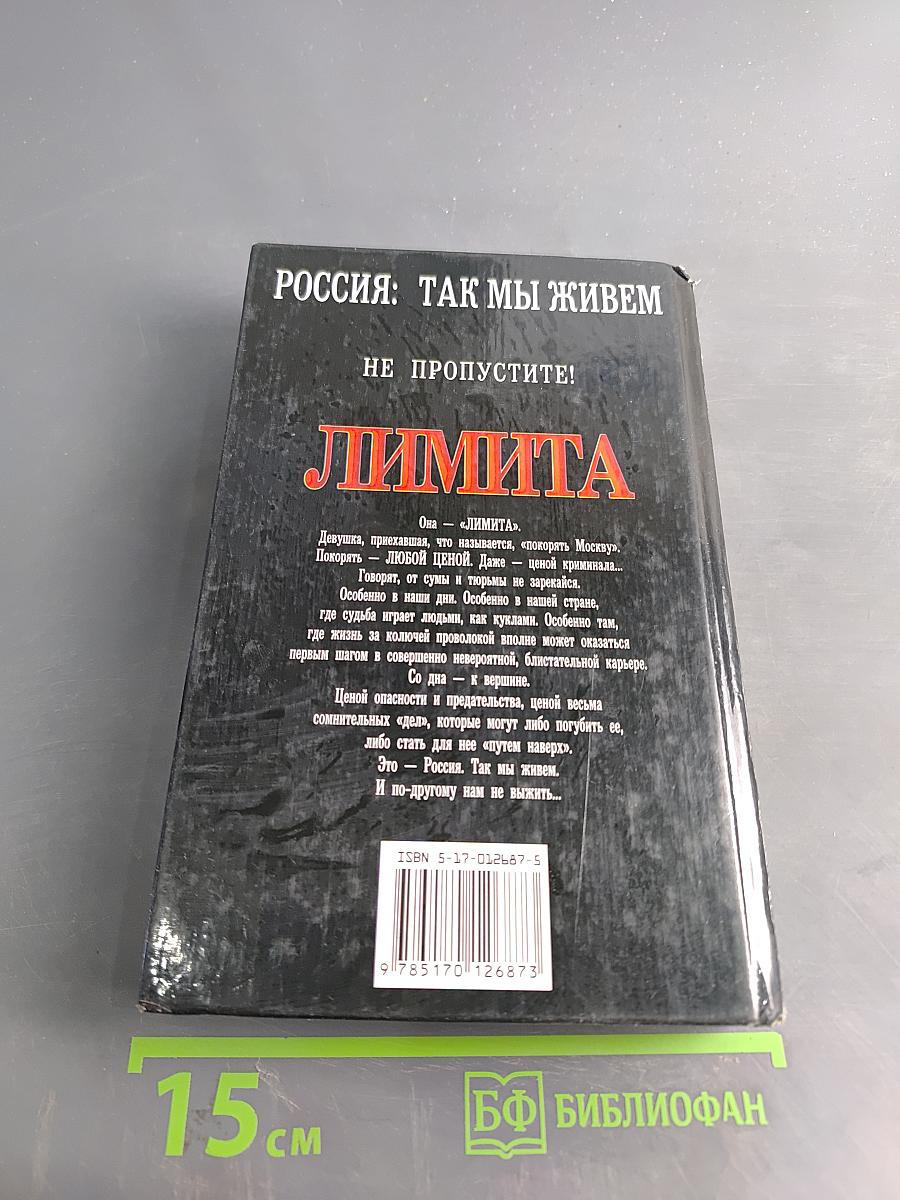 РОССИЯ: ТАК МЫ ЖИВЕМ
НЕ ПРОПУСТИТЕ!
ЛИМИТА
Она — «ЛИМИТА».
Девушка, приехавшая, что называется, «покорять Москву».
Покорять — ЛЮБОЙ ЦЕНОЙ. Даже — ценой криминала...
Говорят, от сумы и тюрьмы не зарекайся.
Особенно в наши дни. Особенно в нашей стране,
где судьба играет людьми, как куклами. Особенно там,
где жизнь за колючей проволокой вполне может оказаться
первым шагом в совершенно невероятной, блистательной карьере.
Со дна — к вершине.
Ценой опасности и предательства, ценой весьма
сомнительных «дел», которые могут либо погубить ее,
либо стать для нее «путем наверх».
Это — Россия. Так мы живем.
И по-другому нам не выжить...
ISBN 5-17-012687-5
9 785170 126873
15 см
БФ БИБЛИОФАН